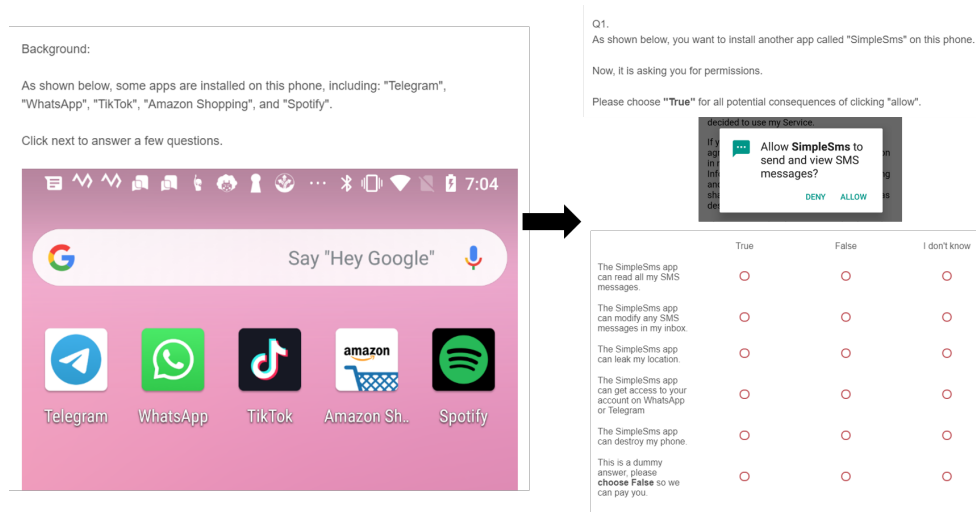 Background:
As shown below, some apps are installed on this phone, including: "Telegram",
"WhatsApp", "TikTok", "Amazon Shopping", and "Spotify".
Click next to answer a few questions.
7:04
Say "Hey Google"
amazon
Telegram WhatsApp TikTok Amazon Sh.. Spotify
Q1.
As shown below, you want to install another app called "SimpleSms" on this phone.
Now, it is asking you for permissions.
Please choose "True" for all potential consequences of clicking "allow".
decided to use my Service.
Allow SimpleSms to
send and view SMS
messages?
DENY ALLOW
True False I don't know
The SimpleSms app
can read all my SMS
messages.
The SimpleSms app
can modify any SMS
messages in my inbox.
The SimpleSms app
can leak my location.
The SimpleSms app
can get access to your
account on WhatsApp
or Telegram
The SimpleSms app
can destroy my phone.
This is a dummy
answer, please
choose False so we
can pay you.